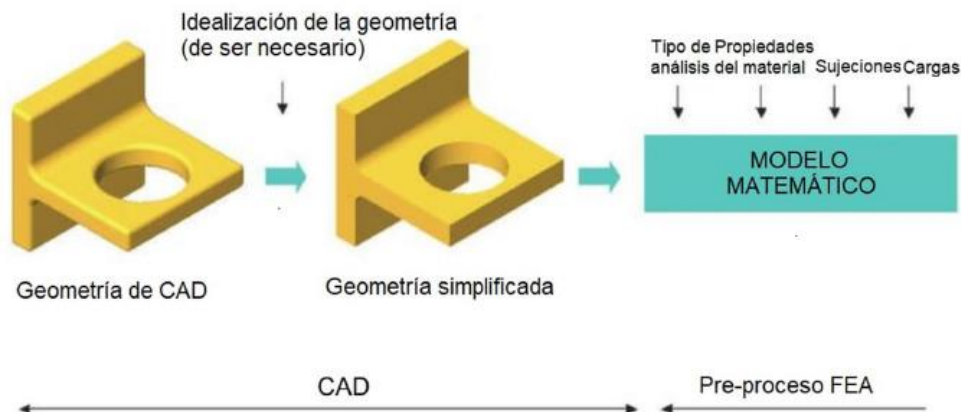 Idealización de la geometría
(de ser necesario)
Tipo de Propiedades
análisis del material Sujeciones Cargas
MODELO
MATEMÁTICO
Geometría de CAD
Geometría simplificada
CAD
Pre-proceso FEA